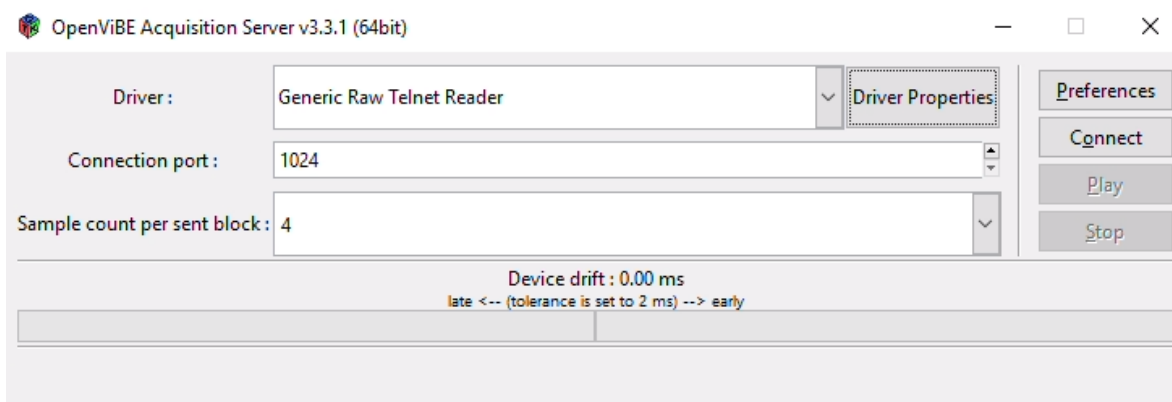 OpenViBE Acquisition Server v3.3.1 (64bit)
Driver :
Generic Raw Telnet Reader
Driver Properties
Preferences
Connection port :
1024
Connect
Play
Sample count per sent block :
4
Stop
Device drift : 0.00 ms
late <-- (tolerance is set to 2 ms) --> early